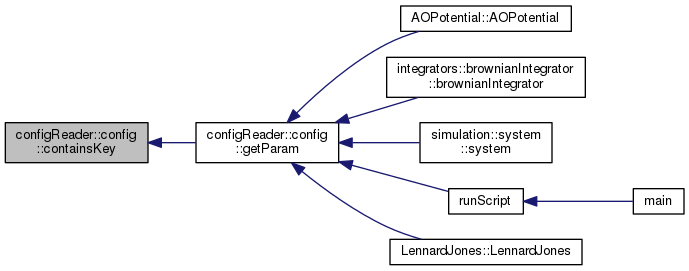 AOPotential::AOPotential
integrators::brownianIntegrator
::brownianIntegrator
configReader::config
::containsKey
configReader::config
::getParam
simulation::system
::system
runScript
main
LennardJones::LennardJones